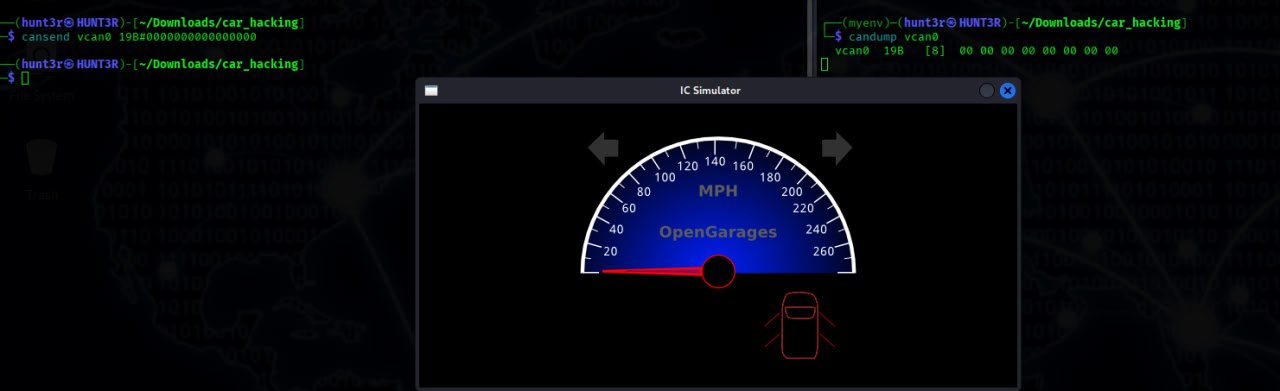 ──(hunt3r㉿HUNT3R)-[~/Downloads/car_hacking]
─$ cansend vcan0 19B#0000000000000000
──(hunt3r㉿HUNT3R)-[~/Downloads/car_hacking]
─$
File System
Trash
┌──(myenv)─(hunt3r㉿HUNT3R)-[~/Downloads/car_hacking]
└─$ candump vcan0
vcan0  19B   [8]  00 00 00 00 00 00 00 00
IC Simulator
20
40
60
80
100
120
140
160
180
200
220
240
260
MPH
OpenGarages